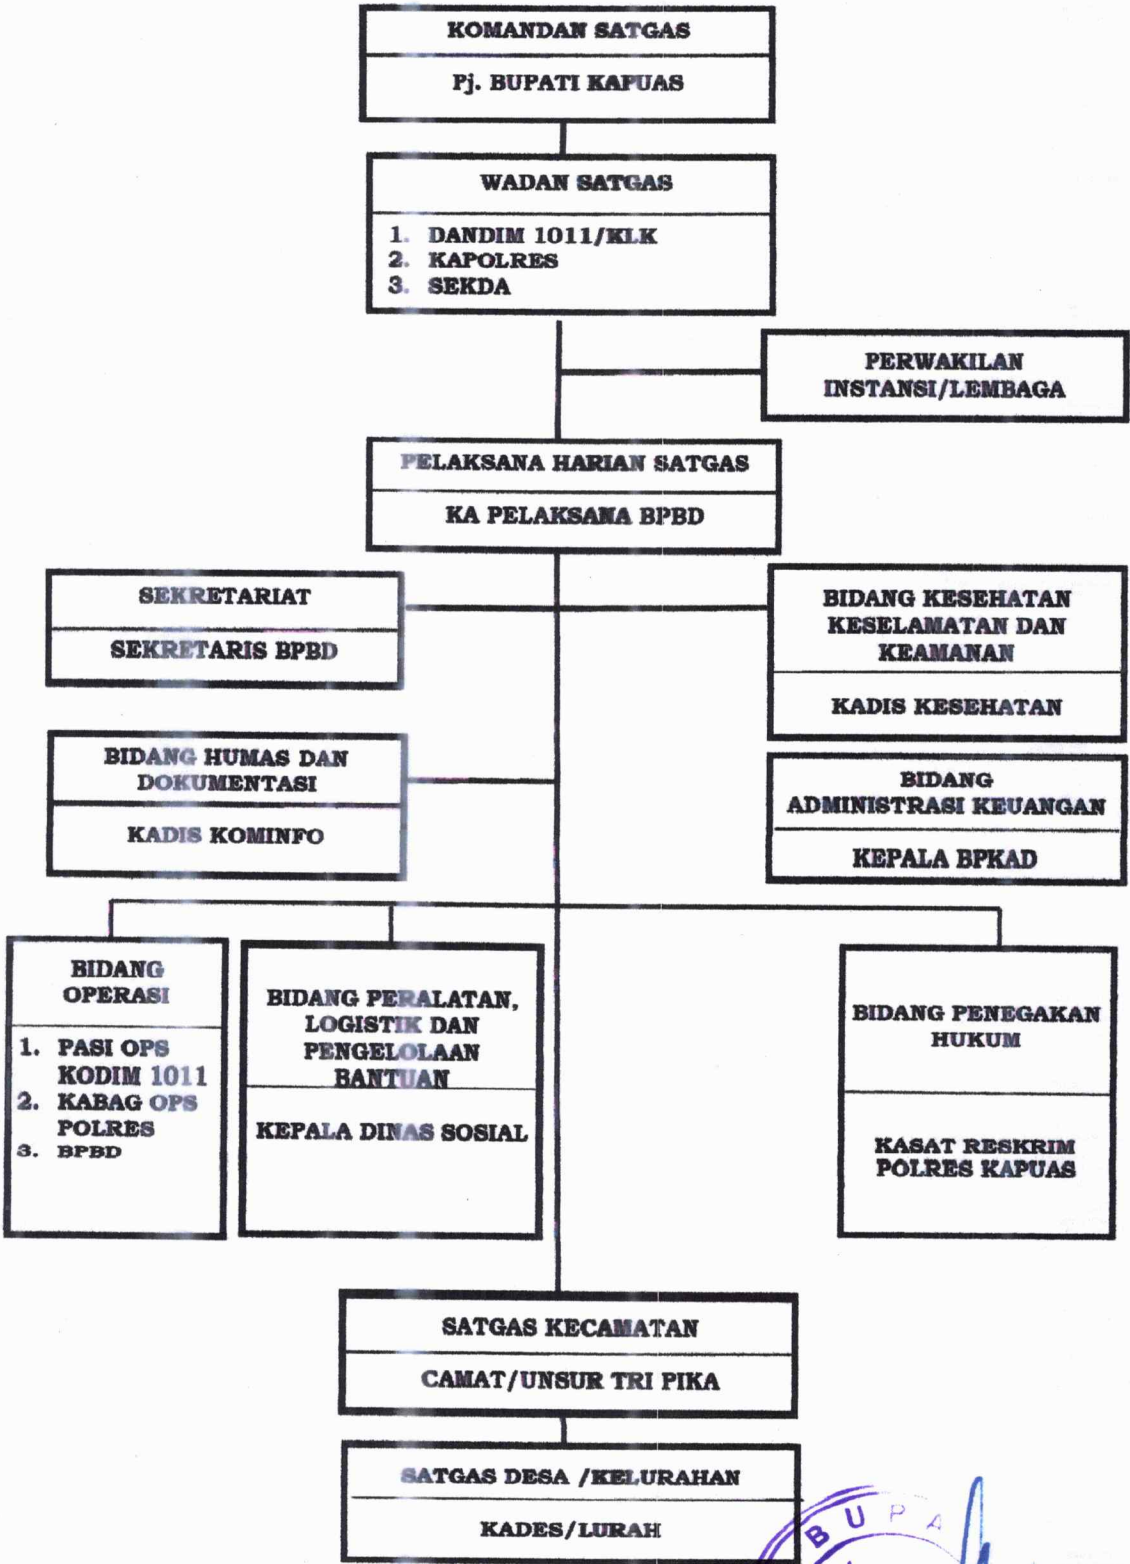 KOMANDAN SATGAS
Pj. BUPATI KAPUAS
WADAN SATGAS
1. DANDIM 1011/KLK
2. KAPOLRES
3. SEKDA
PERWAKILAN
INSTANSI/LEMBAGA
PELAKSANA HARIAN SATGAS
KA PELAKSANA BPBD
SEKRETARIAT
SEKRETARIS BPBD
BIDANG KESEHATAN
KESELAMATAN DAN
KEAMANAN
KADIS KESEHATAN
BIDANG HUMAS DAN
DOKUMENTASI
KADIS KOMINFO
BIDANG
ADMINISTRASI KEUANGAN
KEPALA BPKAD
BIDANG
OPERASI
1. PASI OPS
KODIM 1011
2. KABAG OPS
POLRES
3. BPBD
BIDANG PERALATAN,
LOGISTIK DAN
PENGELOLAAN
BANTUAN
KEPALA DINAS SOSIAL
BIDANG PENEGAKAN
HUKUM
KASAT RESKRIM
POLRES KAPUAS
SATGAS KECAMATAN
CAMAT/UNSUR TRI PIKA
SATGAS DESA /KELURAHAN
KADES/LURAH
BUPA